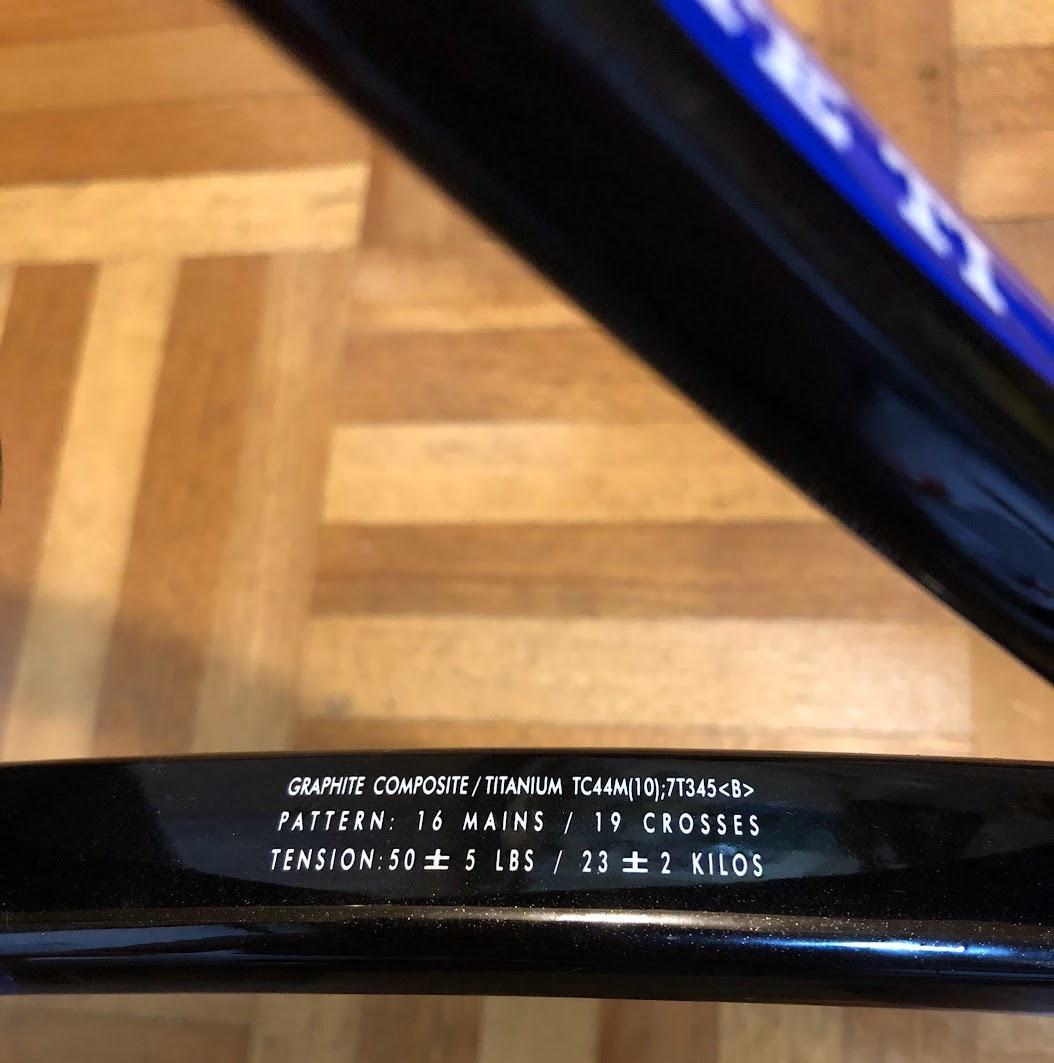 GRAPHITE COMPOSITE / TITANIUM TC44M(10);7T345<B>
PATTERN: 16 MAINS / 19 CROSSES
TENSION:50 ± 5 LBS / 23 ± 2 KILOS